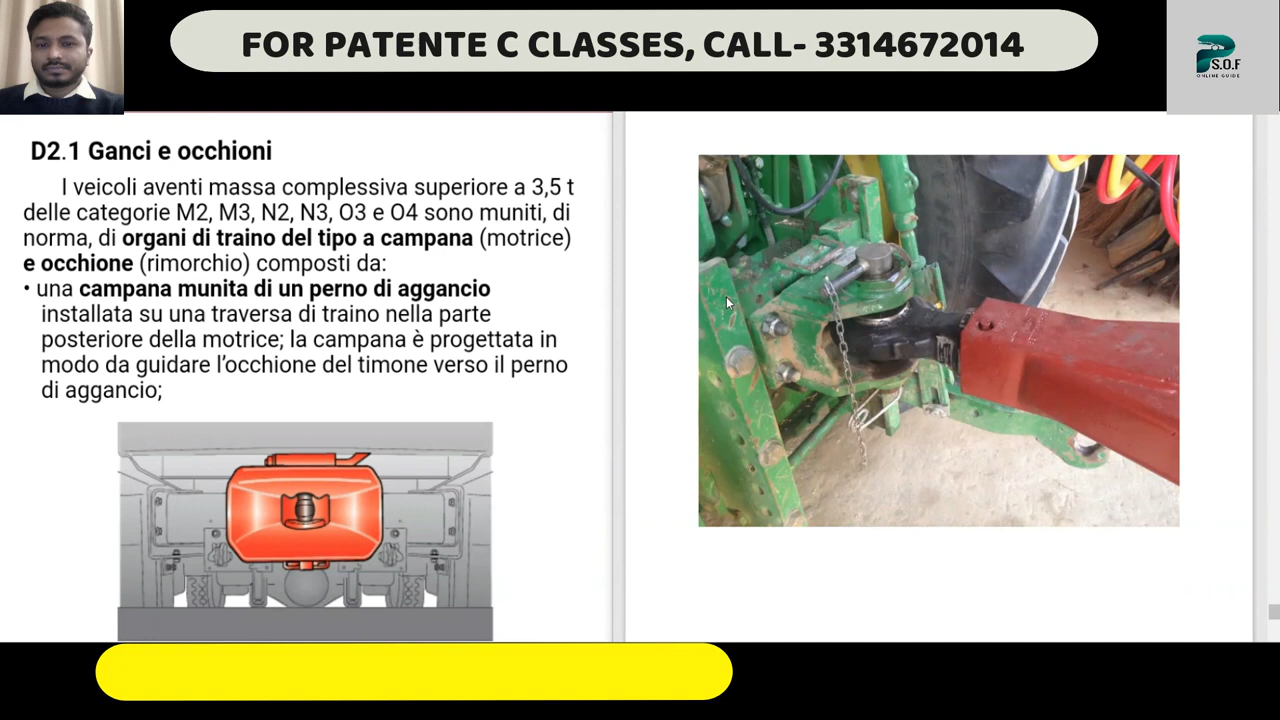 FOR PATENTE C CLASSES, CALL- 3314672014
S.O.F
ONLINE GUIDE
D2.1 Ganci e occhioni
I veicoli aventi massa complessiva superiore a 3,5 t
delle categorie M2, M3, N2, N3, O3 e O4 sono muniti, di
norma, di organi di traino del tipo a campana (motrice)
e occhione (rimorchio) composti da:
• una campana munita di un perno di aggancio
installata su una traversa di traino nella parte
posteriore della motrice; la campana è progettata in
modo da guidare l’occhione del timone verso il perno
di aggancio;